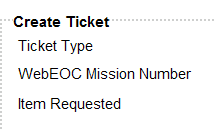 Create Ticket
Ticket Type
WebEOC Mission Number
Item Requested